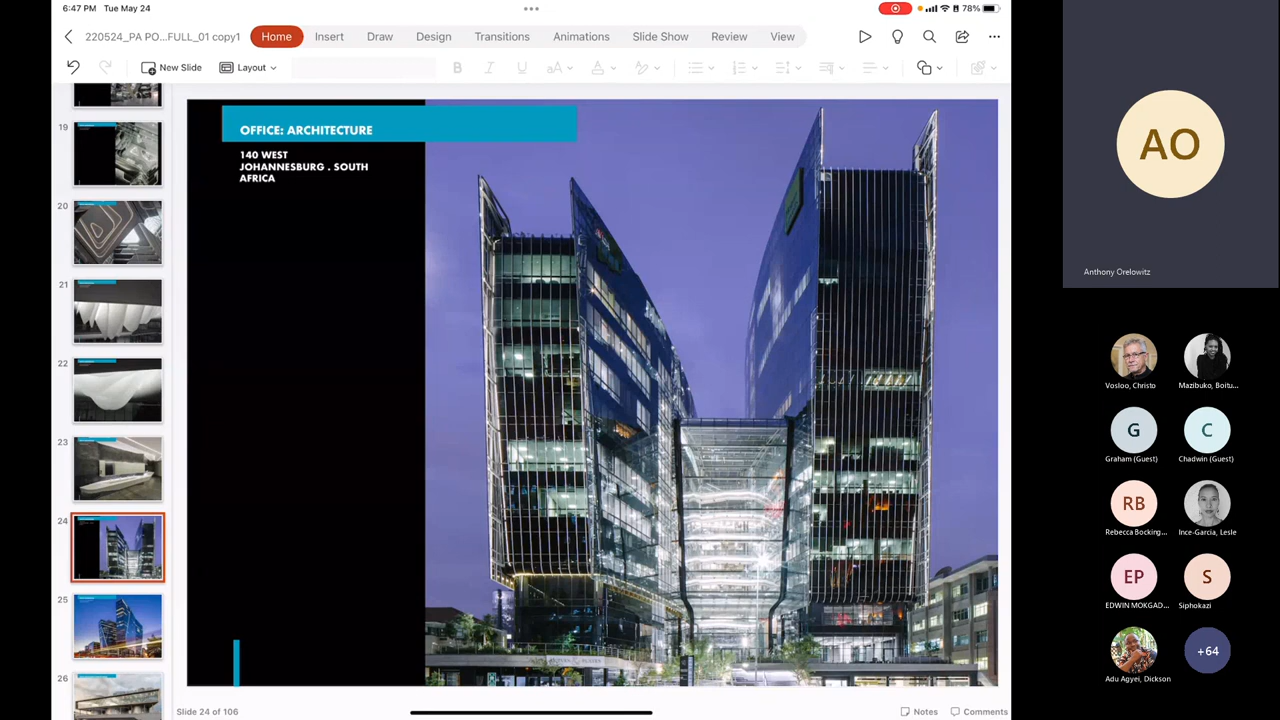 6:47 PM Tue May 24
78%
220524_PA PO...FULL_01 copy1
Home
Insert
Draw
Design
Transitions
Animations
Slide Show
Review
View
New Slide
Layout
19
20
21
22
23
24
25
26
OFFICE: ARCHITECTURE
140 WEST
JOHANNESBURG . SOUTH
AFRICA
Slide 24 of 106
Notes
Comments
AO
Anthony Orelowitz
Vosloo, Christo
Mazibuko, Boitu...
G
Graham (Guest)
C
Chadwin (Guest)
RB
Rebecca Bocking...
Ince-Garcia, Lesle
EP
EDWIN MOKGAD...
S
Siphokazi
Adu Agyei, Dickson
+64